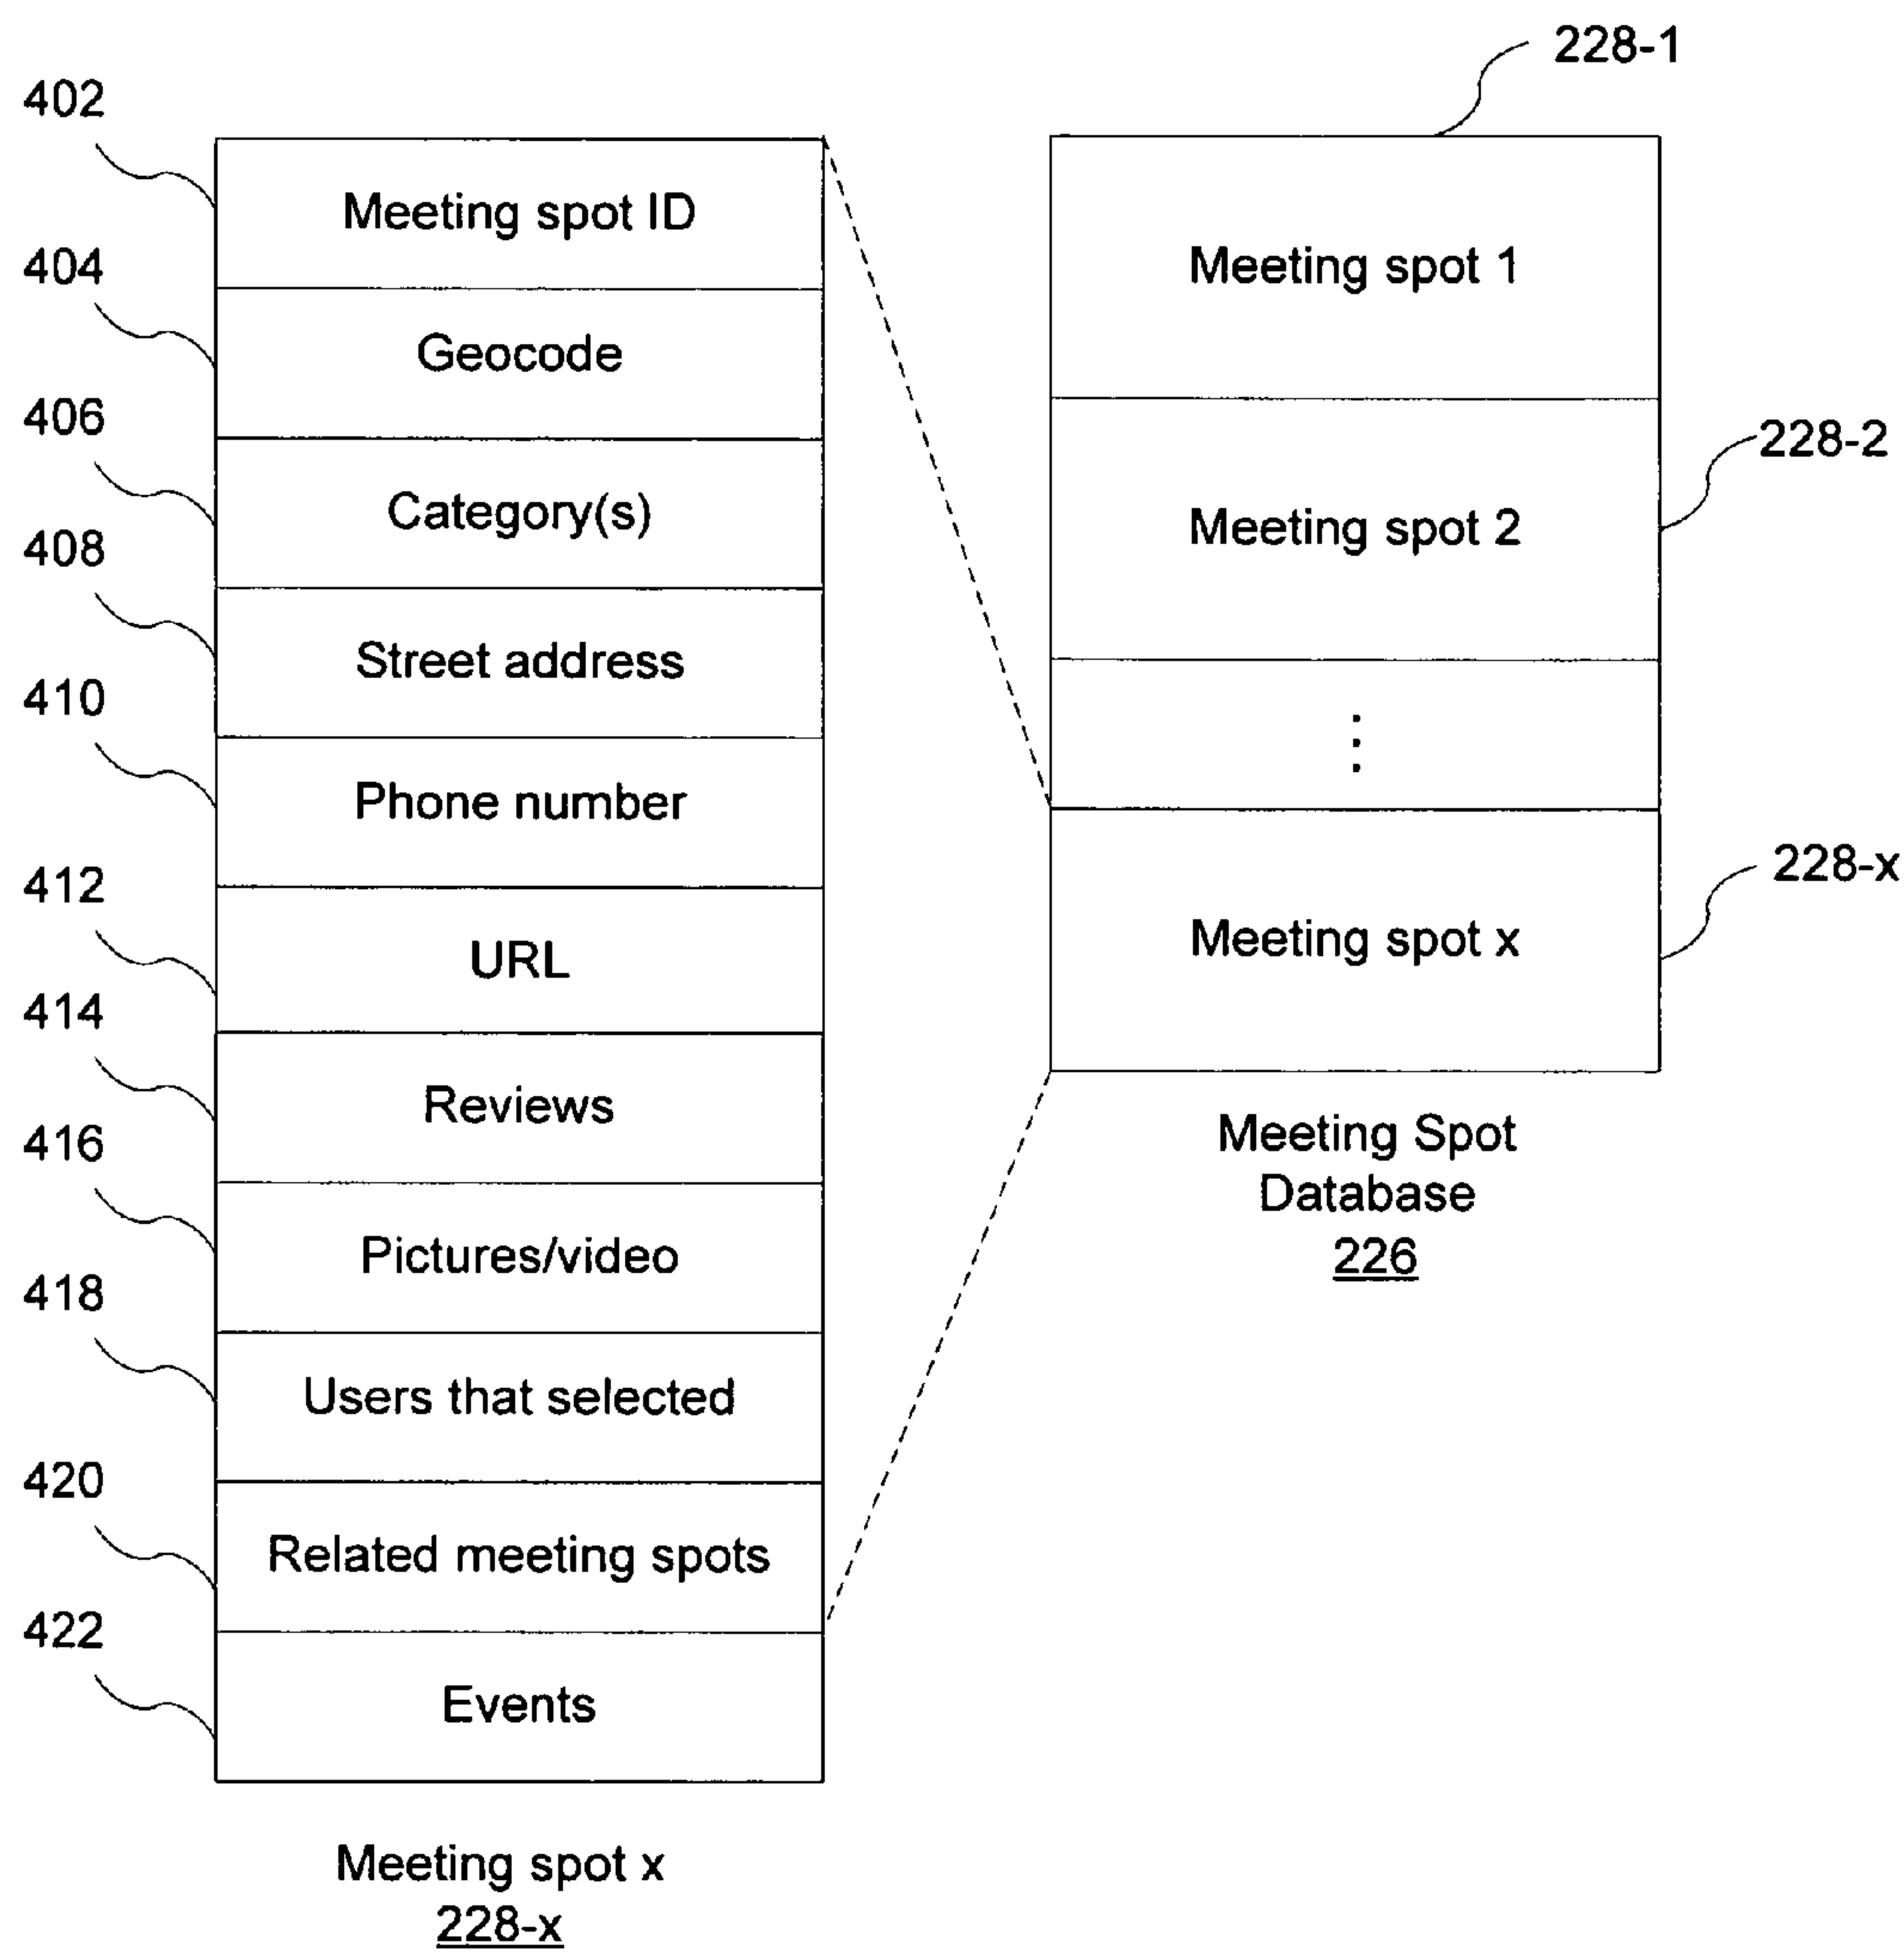 402
Meeting spot ID
404
Geocode
406
Category(s)
408
Street address
410
Phone number
412
URL
414
Reviews
416
Pictures/video
418
Users that selected
420
Related meeting spots
422
Events
Meeting spot x
228-x
228-1
Meeting spot 1
228-2
Meeting spot 2
⋮
228-x
Meeting spot x
Meeting Spot
Database
226